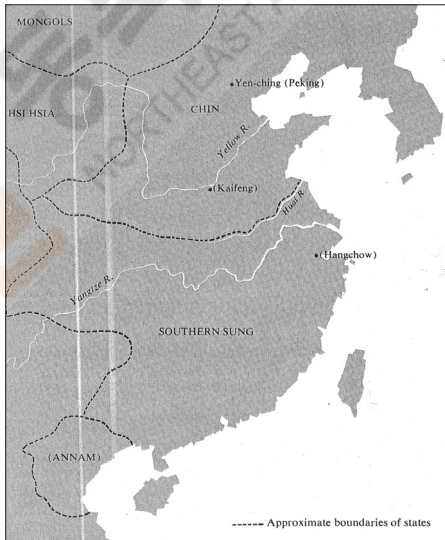 MONGOLS
Yen-ching (Peking)
HSI HSIA
CHIN
Yellow R.
(Kaifeng)
Huai R.
(Hangchow)
Yangtze R.
SOUTHERN SUNG
(ANNAM)
Approximate boundaries of states
NORTHEAST A